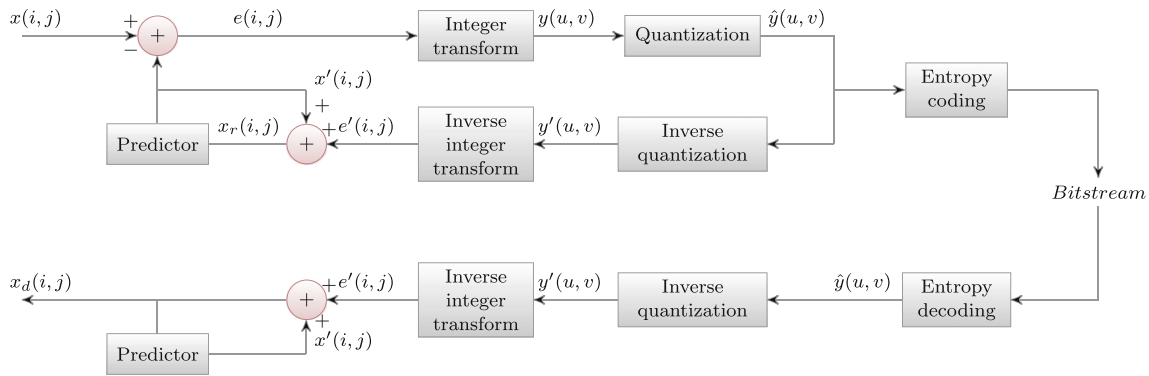 x(i, j)
+
−
+
e(i, j)
Integer
transform
y(u, v)
Quantization
ŷ(u, v)
Entropy
coding
x′(i, j)
+
Predictor
x_r(i, j)
+
+
e′(i, j)
Inverse
integer
transform
y′(u, v)
Inverse
quantization
Bitstream
x_d(i, j)
+
+
e′(i, j)
+
x′(i, j)
Inverse
integer
transform
y′(u, v)
Inverse
quantization
ŷ(u, v)
Entropy
decoding
Predictor